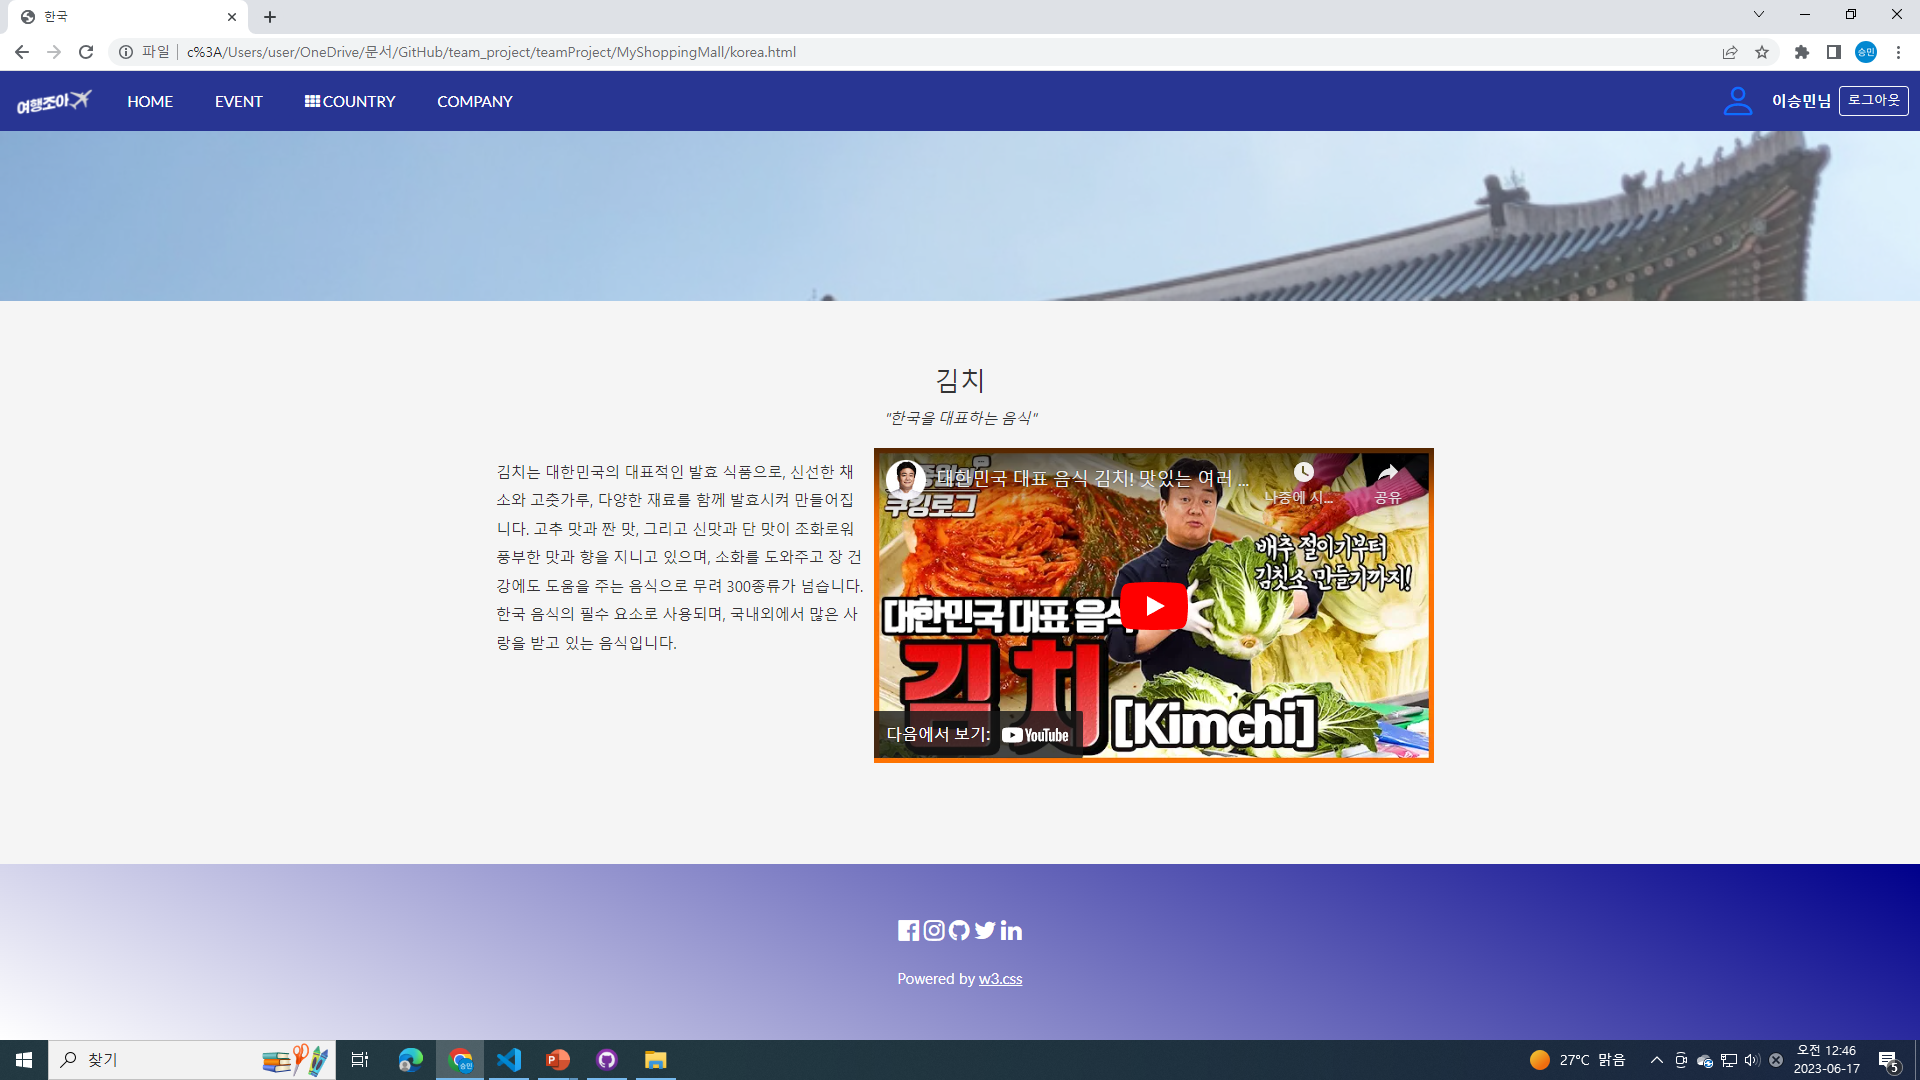 한국
파일 c%3A/Users/user/OneDrive/문서/GitHub/team_project/teamProject/MyShoppingMall/korea.html
승민
여행조아 HOME EVENT COUNTRY COMPANY 이승민님 로그아웃
김치
"한국을 대표하는 음식"
김치는 대한민국의 대표적인 발효 식품으로, 신선한 채
소와 고춧가루, 다양한 재료를 함께 발효시켜 만들어집
니다. 고추 맛과 짠 맛, 그리고 신맛과 단 맛이 조화로워
풍부한 맛과 향을 지니고 있으며, 소화를 도와주고 장 건
강에도 도움을 주는 음식으로 무려 300종류가 넘습니다.
한국 음식의 필수 요소로 사용되며, 국내외에서 많은 사
랑을 받고 있는 음식입니다.
대한민국 대표 음식 김치! 맛있는 여러 ...
나중에 시...
공유
쿠킹로그
배추 절이기부터
김칫소 만들기까지!
대한민국 대표 음식
김치
[Kimchi]
다음에서 보기: YouTube
Powered by w3.css
찾기
승민
27°C 맑음
오전 12:46
2023-06-17
5